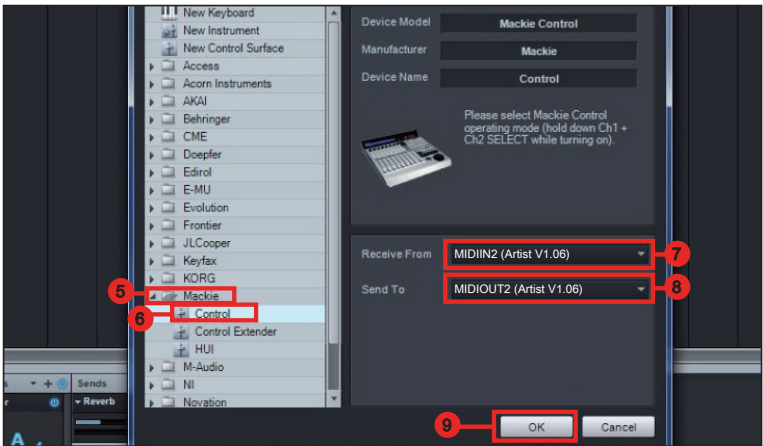 New Keyboard
New Instrument
New Control Surface
Access
Acorn Instruments
AKAI
Behringer
CME
Doepfer
Edirol
E-MU
Evolution
Frontier
JLCooper
Keyfax
KORG
5
Mackie
6
Control
Control Extender
HUI
M-Audio
NI
Novation
Device Model
Mackie Control
Manufacturer
Mackie
Device Name
Control
Please select Mackie Control
operating mode (hold down Ch1 +
Ch2 SELECT while turning on).
Receive From
MIDIIN2 (Artist V1.06)
7
Send To
MIDIOUT2 (Artist V1.06)
8
9
OK
Cancel
Sends
Reverb
A